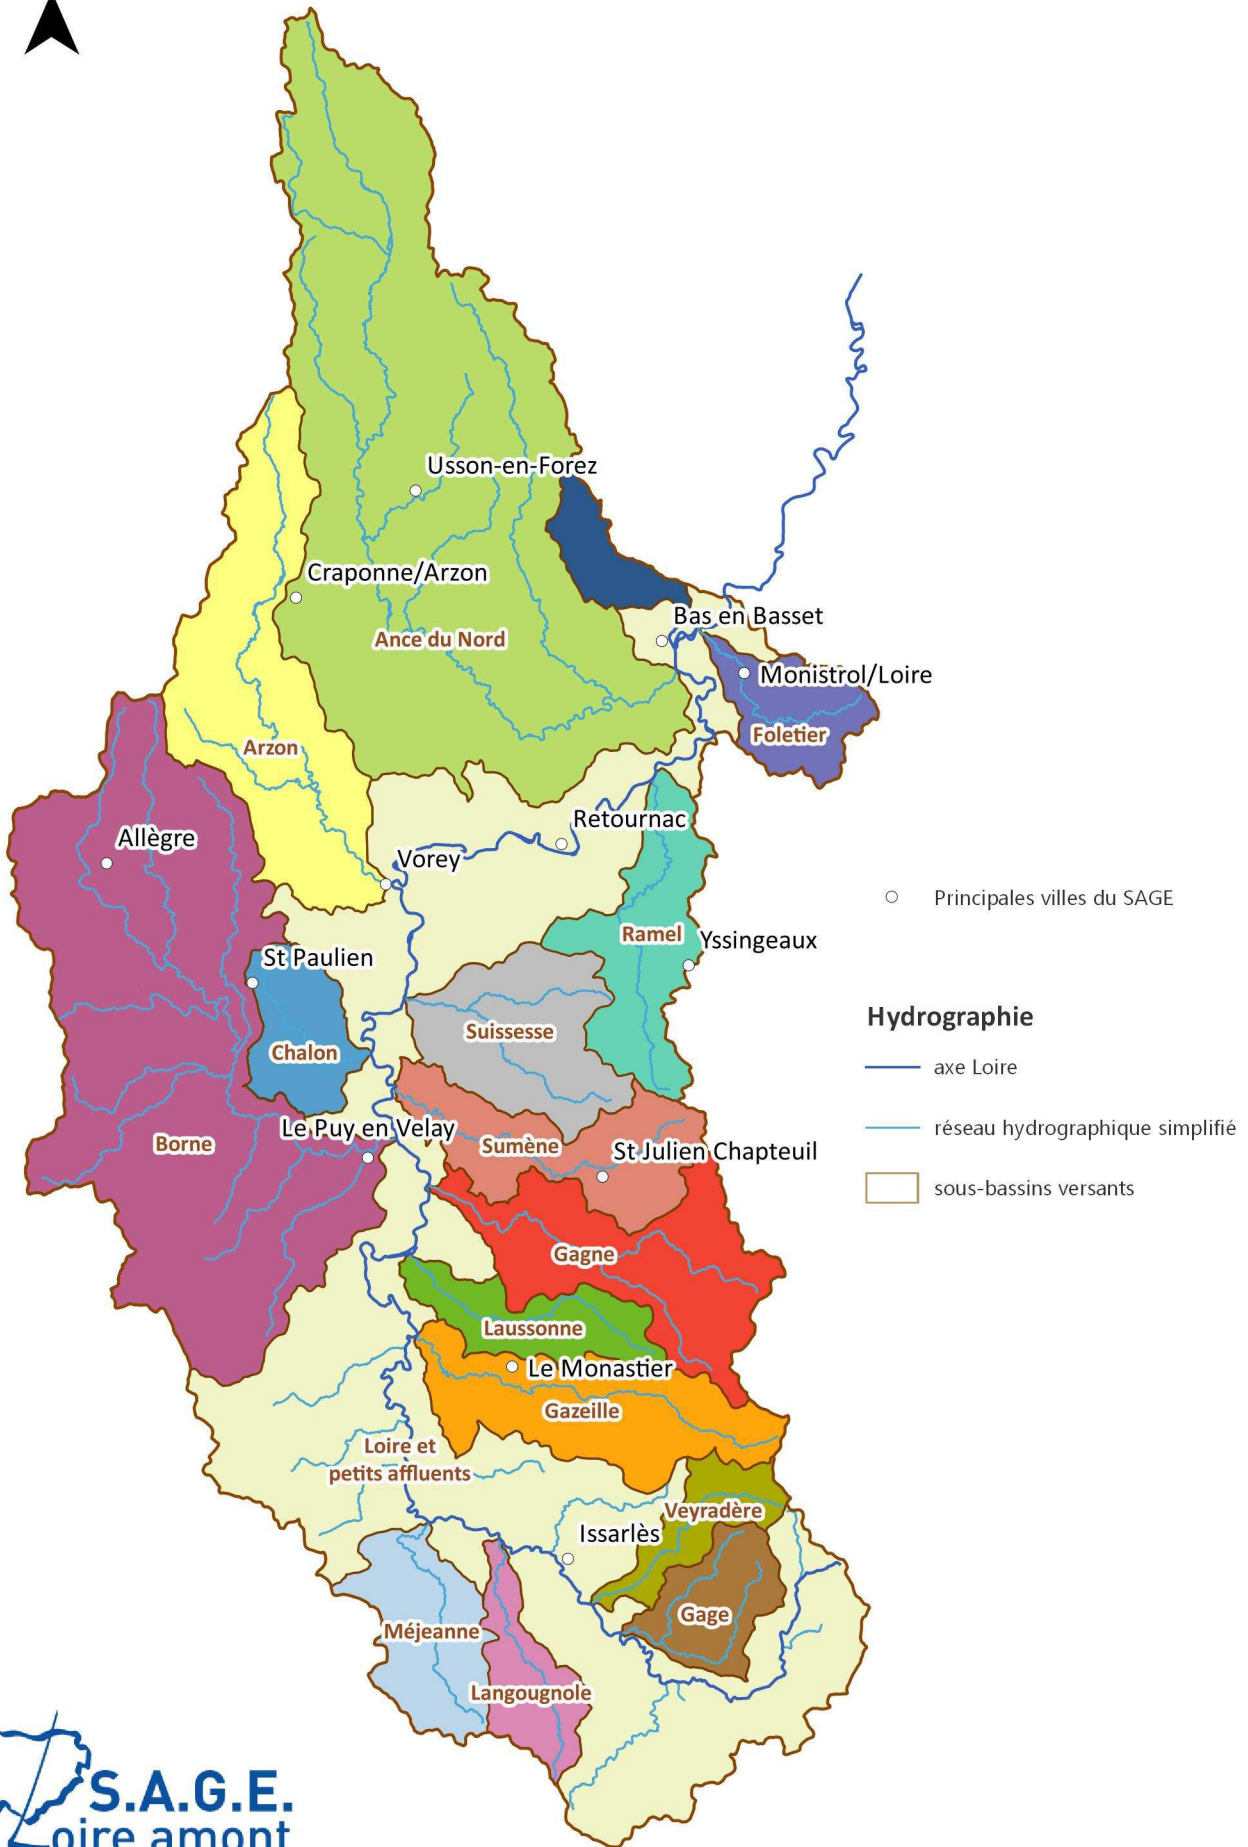 Usson-en-Forez
Craponne/Arzon
Bas en Basset
Ance du Nord
Monistrol/Loire
Foletier
Arzon
Retournac
Allègre
Vorey
Principales villes du SAGE
Ramel
Yssingeaux
St Paulien
Hydrographie
Suissesse
Chalon
axe Loire
Le Puy en Velay
réseau hydrographique simplifié
Borne
Sumène
St Julien Chapteuil
sous-bassins versants
Gagne
Laussonne
Le Monastier
Gazeille
Loire et
petits affluents
Veyradère
Issarlès
Gage
Méjeanne
Langougnole
S.A.G.E.
Loire amont